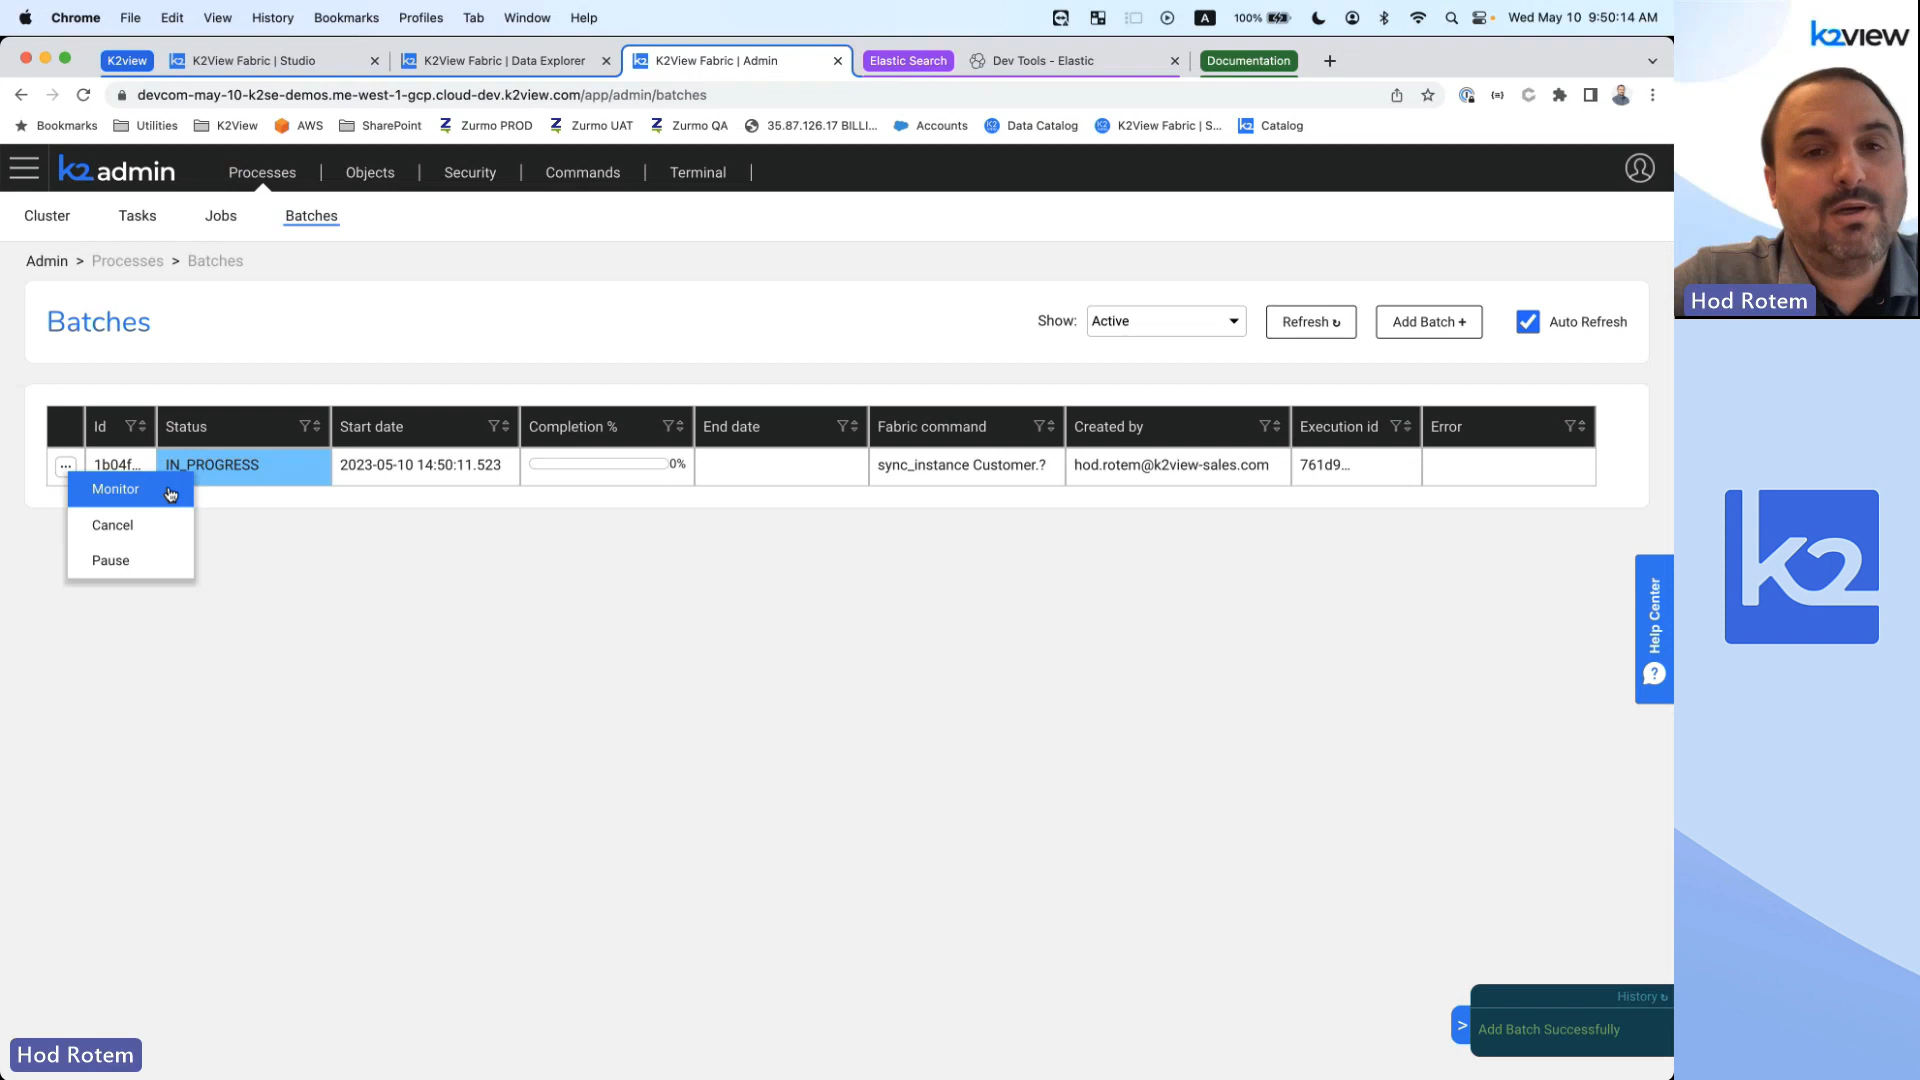 Chrome File Edit View History Bookmarks Profiles Tab Window Help A 100% Wed May 10 9:50:14 AM
k2view
K2view K2View Fabric | Studio K2View Fabric | Data Explorer K2View Fabric | Admin Elastic Search Dev Tools - Elastic Documentation
devcom-may-10-k2se-demos.me-west-1-gcp.cloud-dev.k2view.com/app/admin/batches
Bookmarks Utilities K2View AWS SharePoint Zurmo PROD Zurmo UAT Zurmo QA 35.87.126.17 BILLI... Accounts Data Catalog K2View Fabric | S... Catalog
k2 admin Processes | Objects | Security | Commands | Terminal |
Cluster Tasks Jobs Batches
Admin > Processes > Batches
Hod Rotem
Batches Show: Active Refresh Add Batch + Auto Refresh
Id Status Start date Completion % End date Fabric command Created by Execution id Error
... 1b04f... IN_PROGRESS 2023-05-10 14:50:11.523 0% sync_instance Customer.? hod.rotem@k2view-sales.com 761d9...
Monitor
Cancel
Pause
k2
Help Center
?
History
> Add Batch Successfully
Hod Rotem